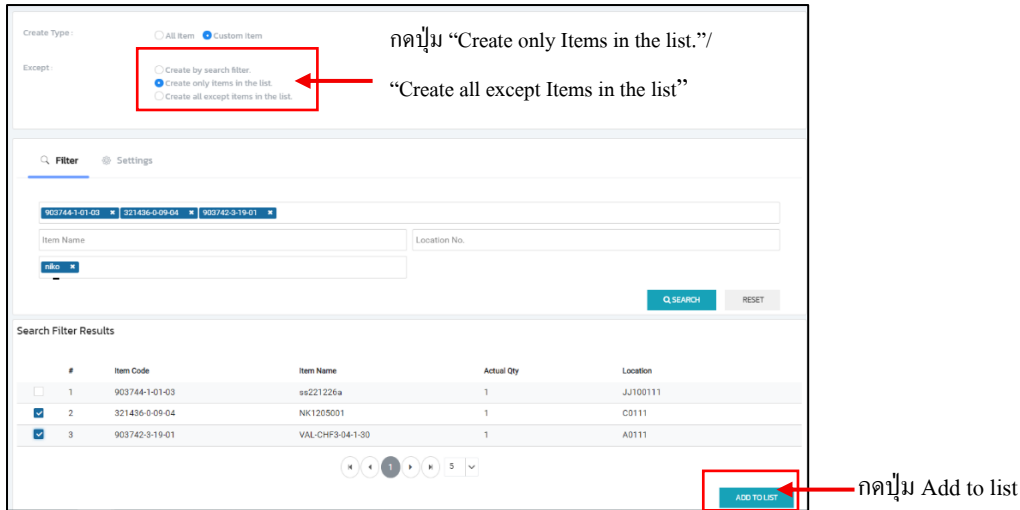 Create Type :
All Item
Custom Item
กดปุ่ม “Create only Items in the list.”/
Except :
Create by search filter.
Create only items in the list.
Create all except items in the list.
“Create all except Items in the list”
Filter
Settings
903744-1-01-03
321436-0-09-04
903742-3-19-01
Item Name
Location No.
niko
SEARCH
RESET
Search Filter Results
# Item Code Item Name Actual Qty Location
1 903744-1-01-03 ss221226a 1 JJ100111
2 321436-0-09-04 NK1205001 1 C0111
3 903742-3-19-01 VAL-CHF3-04-1-30 1 A0111
1
5
ADD TO LIST
กดปุ่ม Add to list